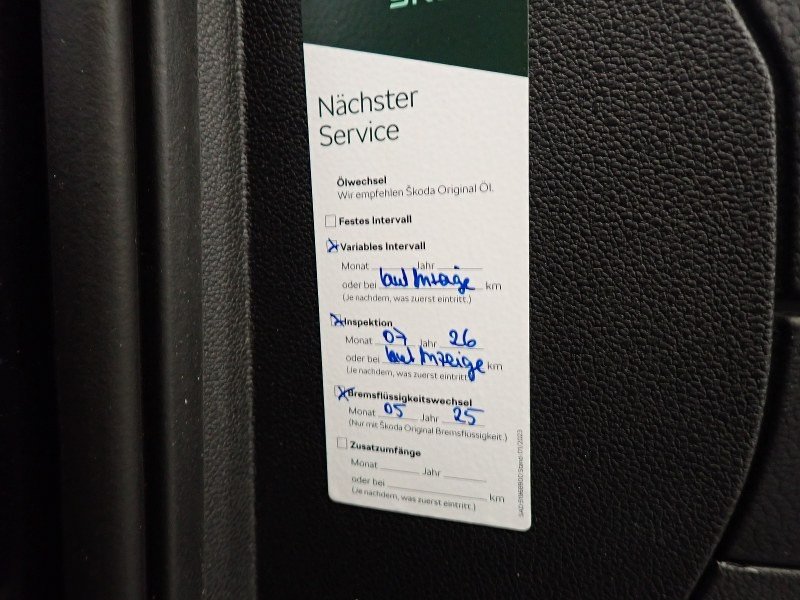 Nächster
Service
Ölwechsel
Wir empfehlen Škoda Original Öl.
Festes Intervall
Variables Intervall
Monat Jahr
oder bei laut Anzeige km
(Je nachdem, was zuerst eintritt.)
Inspektion
Monat 07 Jahr 26
oder bei laut Anzeige km
(Je nachdem, was zuerst eintritt.)
Bremsflüssigkeitswechsel
Monat 05 Jahr 25
(Nur mit Škoda Original Bremsflüssigkeit.)
Zusatzumfänge
Monat Jahr
oder bei km
(Je nachdem, was zuerst eintritt.)